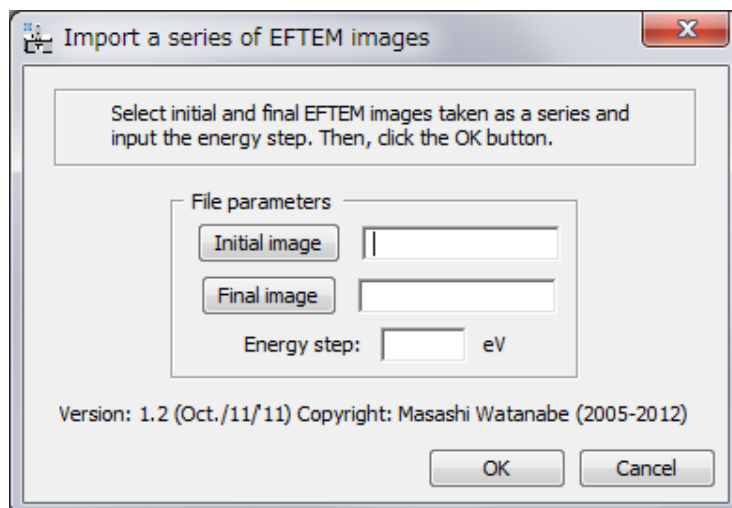 Import a series of EFTEM images
Select initial and final EFTEM images taken as a series and
input the energy step. Then, click the OK button.
File parameters
Initial image
Final image
Energy step: eV
Version: 1.2 (Oct./11/'11) Copyright: Masashi Watanabe (2005-2012)
OK Cancel